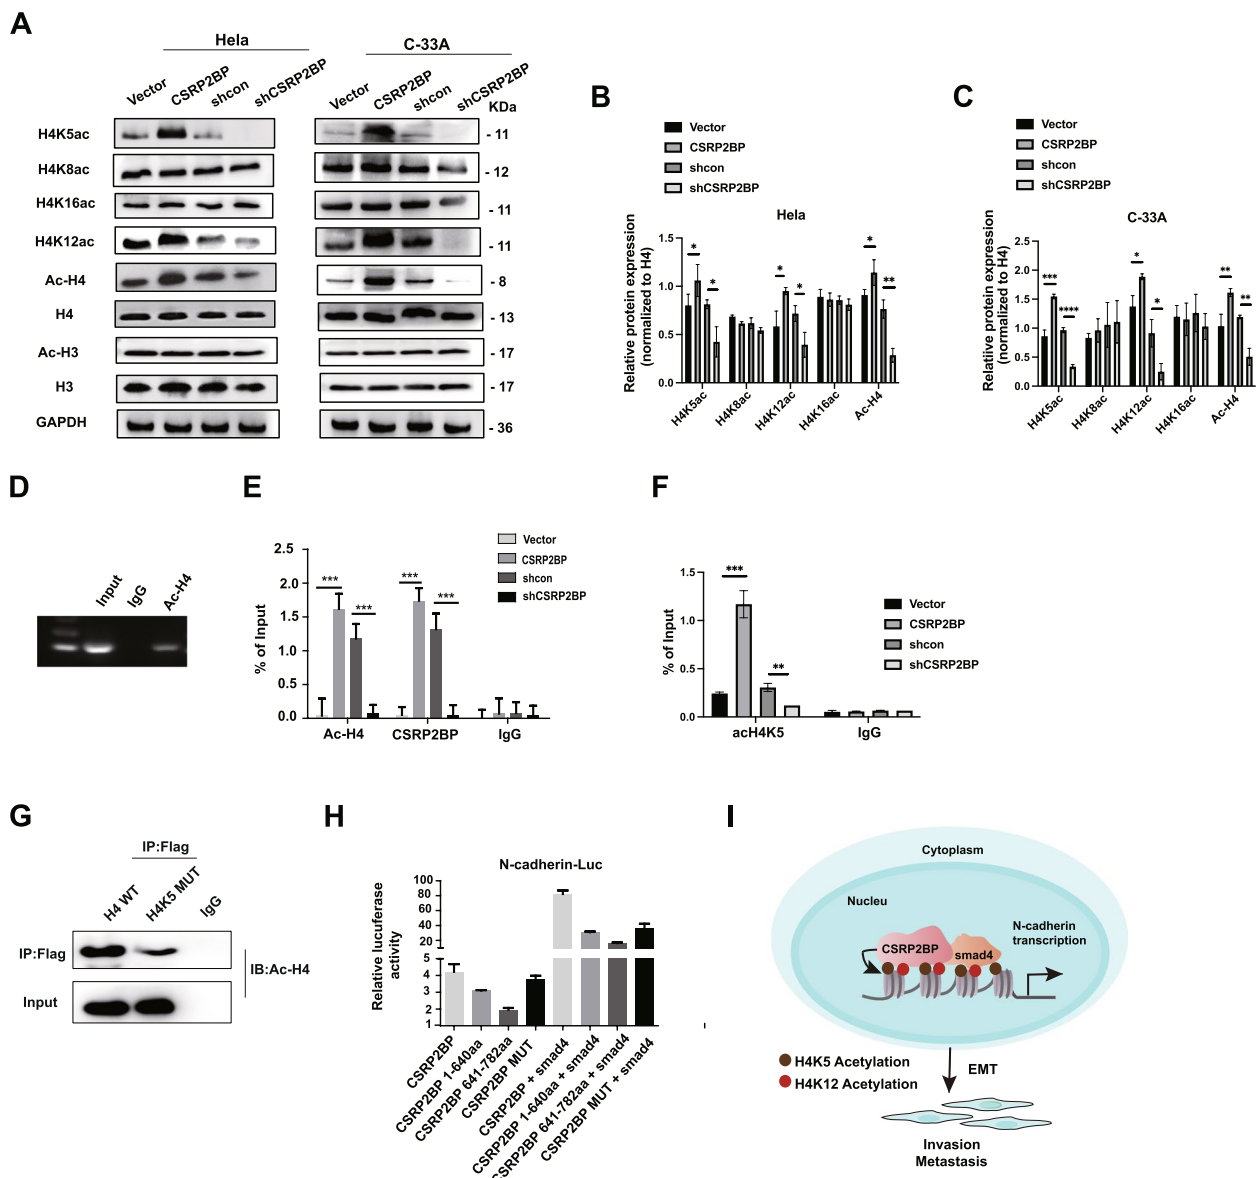 A
Hela
C-33A
Vector
CSRP2BP
shcon
shCSRP2BP
Vector
CSRP2BP
shcon
shCSRP2BP
KDa
H4K5ac
- 11
H4K8ac
- 12
H4K16ac
- 11
H4K12ac
- 11
Ac-H4
- 8
H4
- 13
Ac-H3
- 17
H3
- 17
GAPDH
- 36
B
Vector
CSRP2BP
shcon
shCSRP2BP
Hela
Reletive protein expression
(normalized to H4)
1.5
1.0
0.5
0.0
* * * * * **
H4K5ac
H4K8ac
H4K12ac
H4K16ac
Ac-H4
C
Vector
CSRP2BP
shcon
shCSRP2BP
C-33A
Reletive protein expression
(normalized to H4)
2.5
2.0
1.5
1.0
0.5
0.0
*** **** * * ** **
H4K5ac
H4K8ac
H4K12ac
H4K16ac
Ac-H4
D
Input
IgG
Ac-H4
E
Vector
CSRP2BP
shcon
shCSRP2BP
% of Input
2.5
2.0
1.5
1.0
0.5
0.0
*** *** *** ***
Ac-H4
CSRP2BP
IgG
F
Vector
CSRP2BP
shcon
shCSRP2BP
% of Input
1.5
1.0
0.5
0.0
*** **
acH4K5
IgG
G
IP:Flag
H4 WT
H4K5 MUT
IgG
IP:Flag
Input
IB:Ac-H4
H
N-cadherin-Luc
Relative lucuferase
activity
100
80
60
40
20
5
4
3
2
1
CSRP2BP
CSRP2BP 1-640aa
CSRP2BP 641-782aa
CSRP2BP MUT
CSRP2BP + smad4
CSRP2BP 1-640aa + smad4
CSRP2BP 641-782aa + smad4
CSRP2BP MUT + smad4
I
Cytoplasm
Nucleu
N-cadherin
transcription
CSRP2BP
smad4
H4K5 Acetylation
H4K12 Acetylation
EMT
Invasion
Metastasis